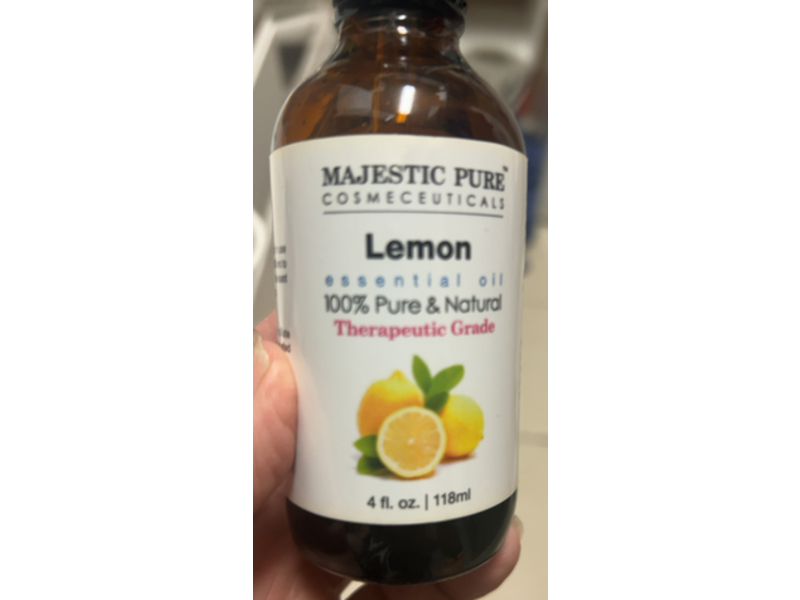 MAJESTIC PURE™
COSMECEUTICALS
Lemon
essential oil
100% Pure & Natural
Therapeutic Grade
4 fl. oz. | 118ml